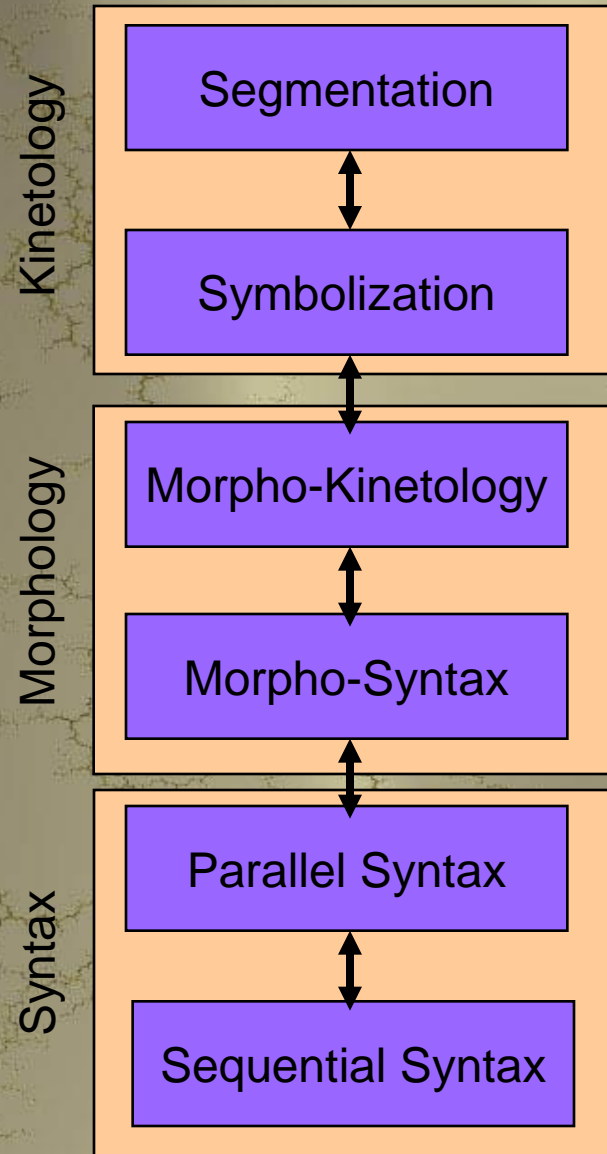 Kinetology
Segmentation
Symbolization
Morphology
Morpho-Kinetology
Morpho-Syntax
Syntax
Parallel Syntax
Sequential Syntax